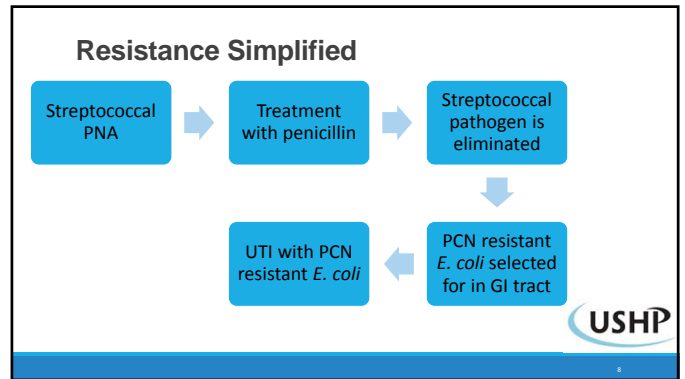 Resistance Simplified
Streptococcal
PNA
Treatment
with penicillin
Streptococcal
pathogen is
eliminated
PCN resistant
E. coli selected
for in GI tract
UTI with PCN
resistant E. coli
USHP
8